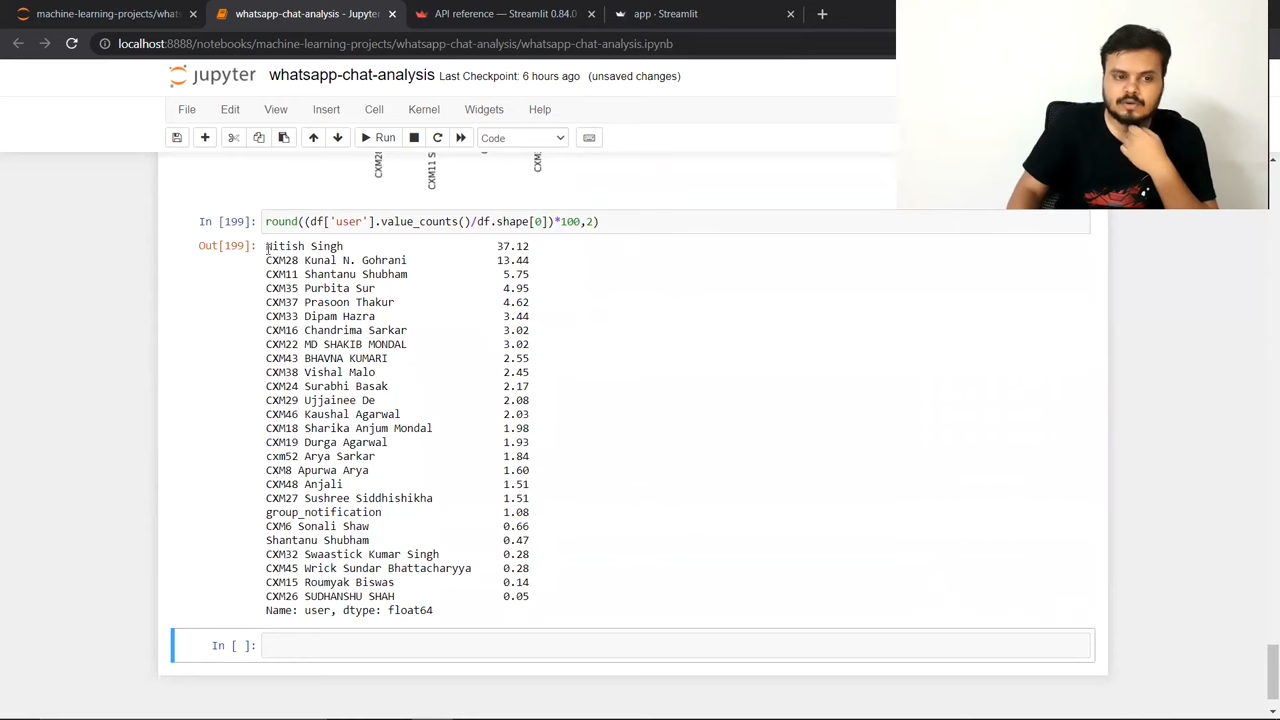 machine-learning-projects/whats
whatsapp-chat-analysis - Jupyter
API reference — Streamlit 0.84.0
app · Streamlit
localhost:8888/notebooks/machine-learning-projects/whatsapp-chat-analysis/whatsapp-chat-analysis.ipynb
jupyter whatsapp-chat-analysis Last Checkpoint: 6 hours ago (unsaved changes)
File Edit View Insert Cell Kernel Widgets Help
Run Code
CXM11 S
In [199]: round((df['user'].value_counts()/df.shape[0])*100,2)
Out[199]: Nitish Singh 37.12
CXM28 Kunal N. Gohrani 13.44
CXM11 Shantanu Shubham 5.75
CXM35 Purbita Sur 4.95
CXM37 Prasoon Thakur 4.62
CXM33 Dipam Hazra 3.44
CXM16 Chandrima Sarkar 3.02
CXM22 MD SHAKIB MONDAL 3.02
CXM43 BHAVNA KUMARI 2.55
CXM38 Vishal Malo 2.45
CXM24 Surabhi Basak 2.17
CXM29 Ujjainee De 2.08
CXM46 Kaushal Agarwal 2.03
CXM18 Sharika Anjum Mondal 1.98
CXM19 Durga Agarwal 1.93
cxm52 Arya Sarkar 1.84
CXM8 Apurwa Arya 1.60
CXM48 Anjali 1.51
CXM27 Sushree Siddhishikha 1.51
group_notification 1.08
CXM6 Sonali Shaw 0.66
Shantanu Shubham 0.47
CXM32 Swaastick Kumar Singh 0.28
CXM45 Wrick Sundar Bhattacharyya 0.28
CXM15 Roumyak Biswas 0.14
CXM26 SUDHANSHU SHAH 0.05
Name: user, dtype: float64
In [ ]: